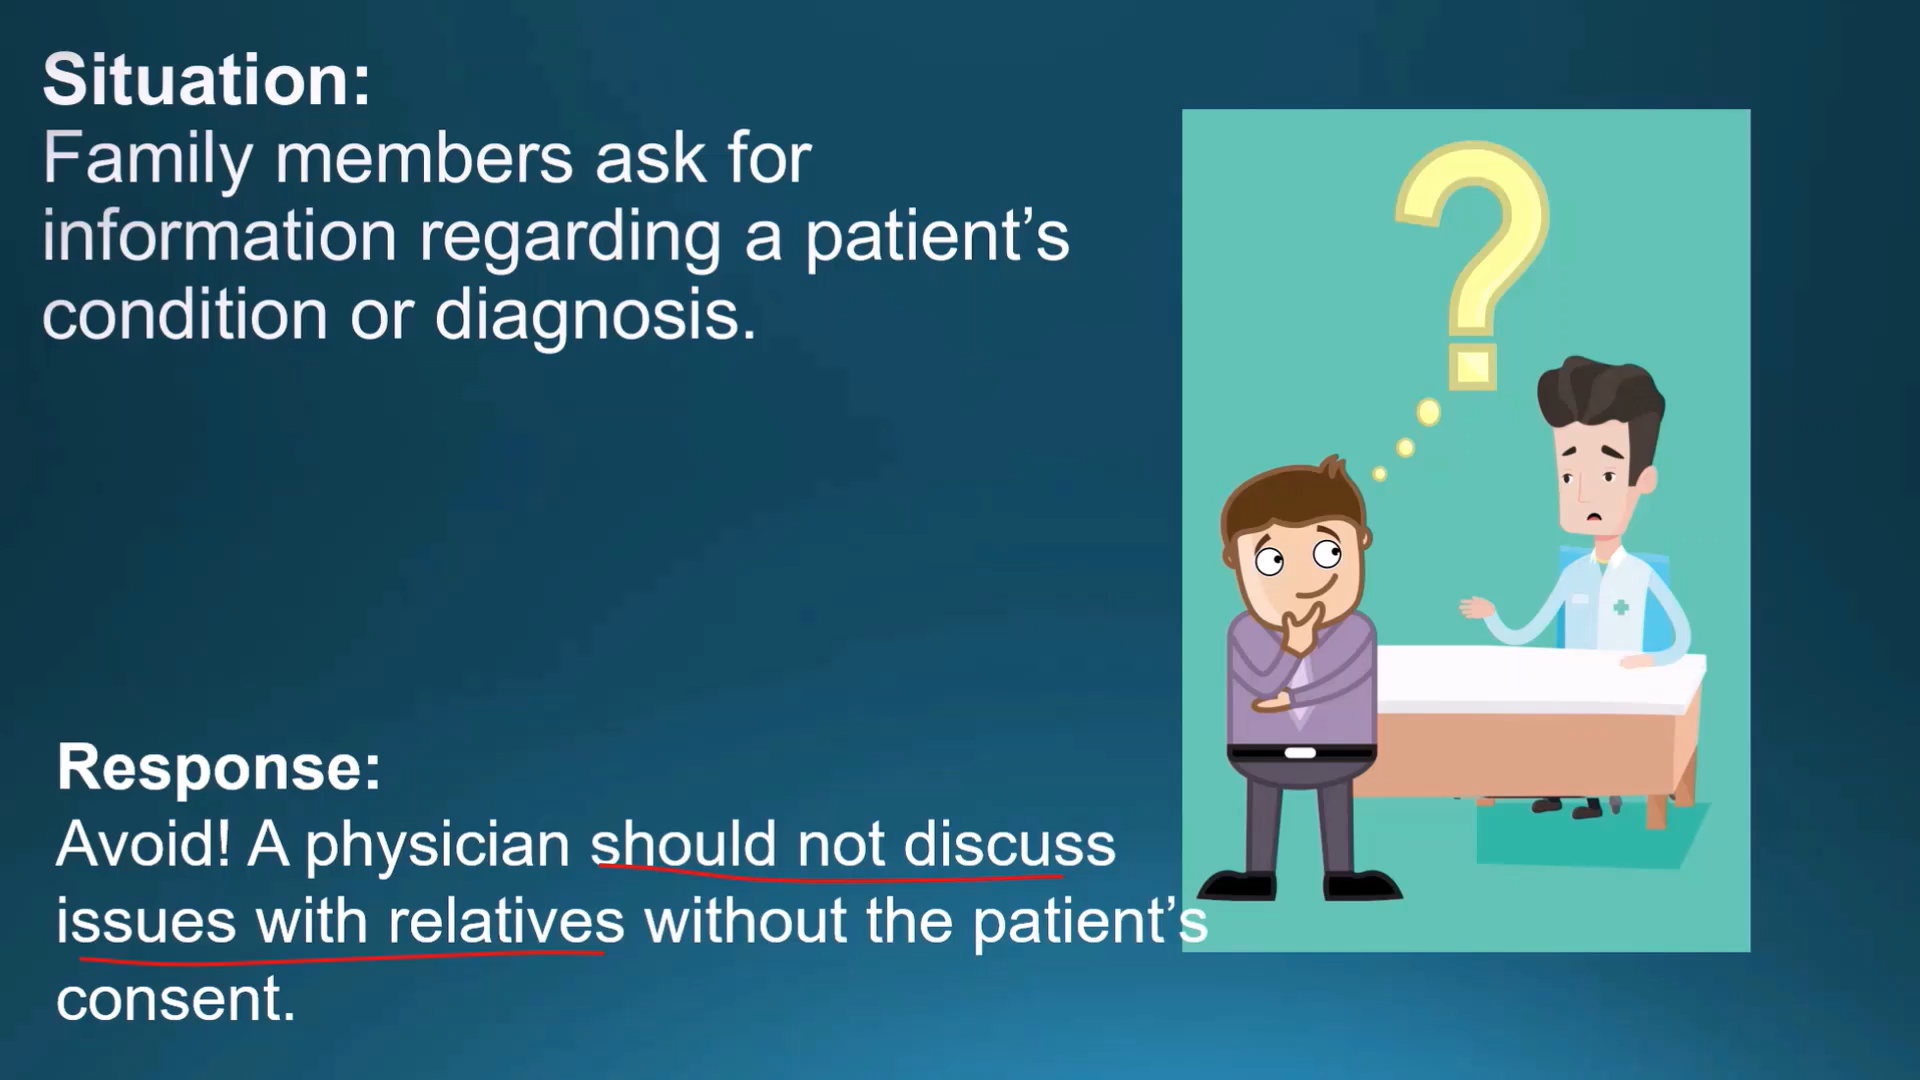 Situation:
Family members ask for
information regarding a patient’s
condition or diagnosis.
?
Response:
Avoid! A physician should not discuss
issues with relatives without the patient’s
consent.